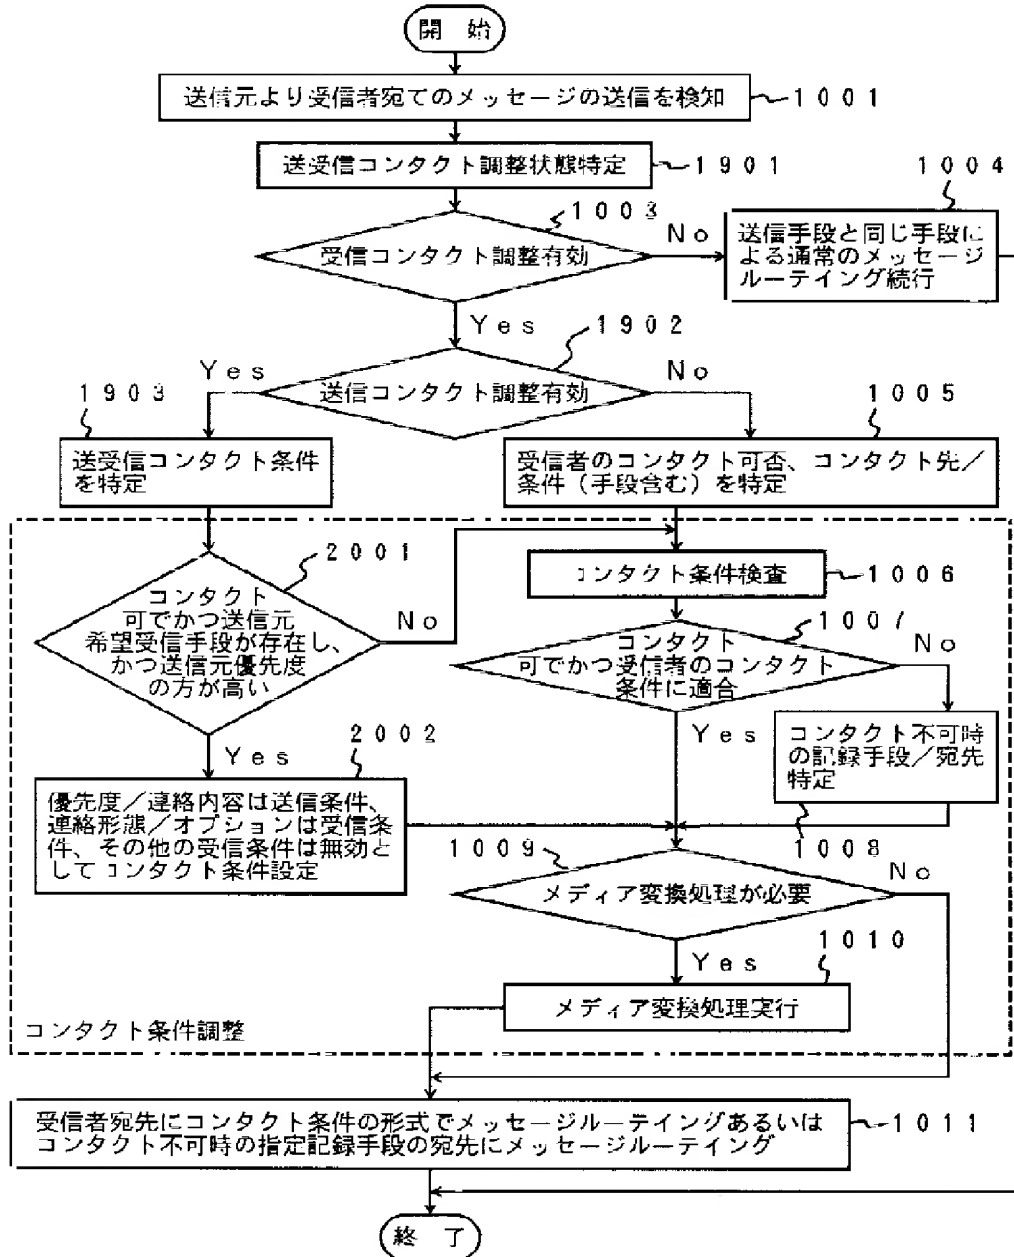 開 始
送信元より受信者宛てのメッセージの送信を検知
1001
送受信コンタクト調整状態特定
1901
1003
受信コンタクト調整有効
No
1004
送信手段と同じ手段に
よる通常のメッセージ
ルーテイング続行
Yes
1902
送信コンタクト調整有効
Yes
No
1903
送受信コンタクト条件
を特定
1005
受信者のコンタクト可否、コンタクト先／
条件（手段含む）を特定
2001
コンタクト
可でかつ送信元
希望受信手段が存在し、
かつ送信元優先度
の方が高い
No
コンタクト条件検査
1006
1007
コンタクト
可でかつ受信者のコンタクト
条件に適合
No
Yes
Yes
2002
優先度／連絡内容は送信条件、
連絡形態／オプションは受信条
件、その他の受信条件は無効と
してコンタクト条件設定
コンタクト不可時
の記録手段／宛先
特定
1008
1009
メディア変換処理が必要
No
Yes
1010
メディア変換処理実行
コンタクト条件調整
受信者宛先にコンタクト条件の形式でメッセージルーテイングあるいは
コンタクト不可時の指定記録手段の宛先にメッセージルーテイング
1011
終 了